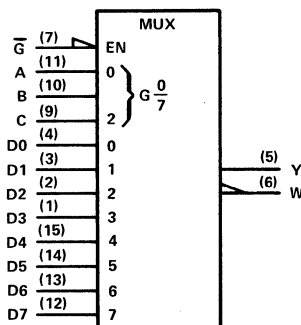 MUX
G̅ (7) EN
A (11) 0
B (10) G 0/7
C (9) 2
D0 (4) 0
D1 (3) 1 (5) Y
D2 (2) 2 (6) W
D3 (1) 3
D4 (15) 4
D5 (14) 5
D6 (13) 6
D7 (12) 7